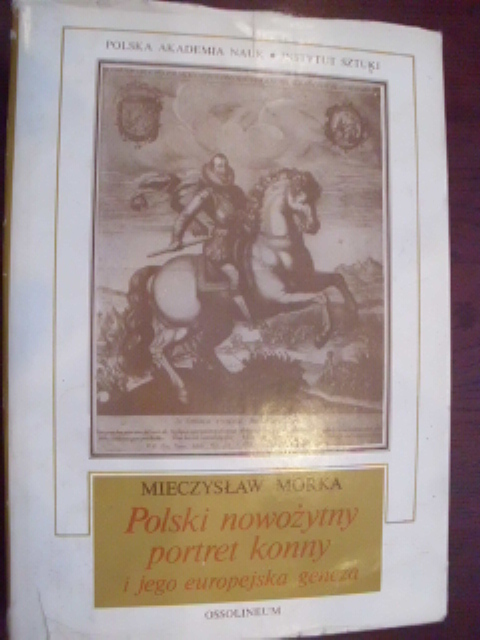 POLSKA AKADEMIA NAUK • INSTYTUT SZTUKI
MIECZYSŁAW MORKA
Polski nowożytny
portret konny
i jego europejska geneza
OSSOLINEUM